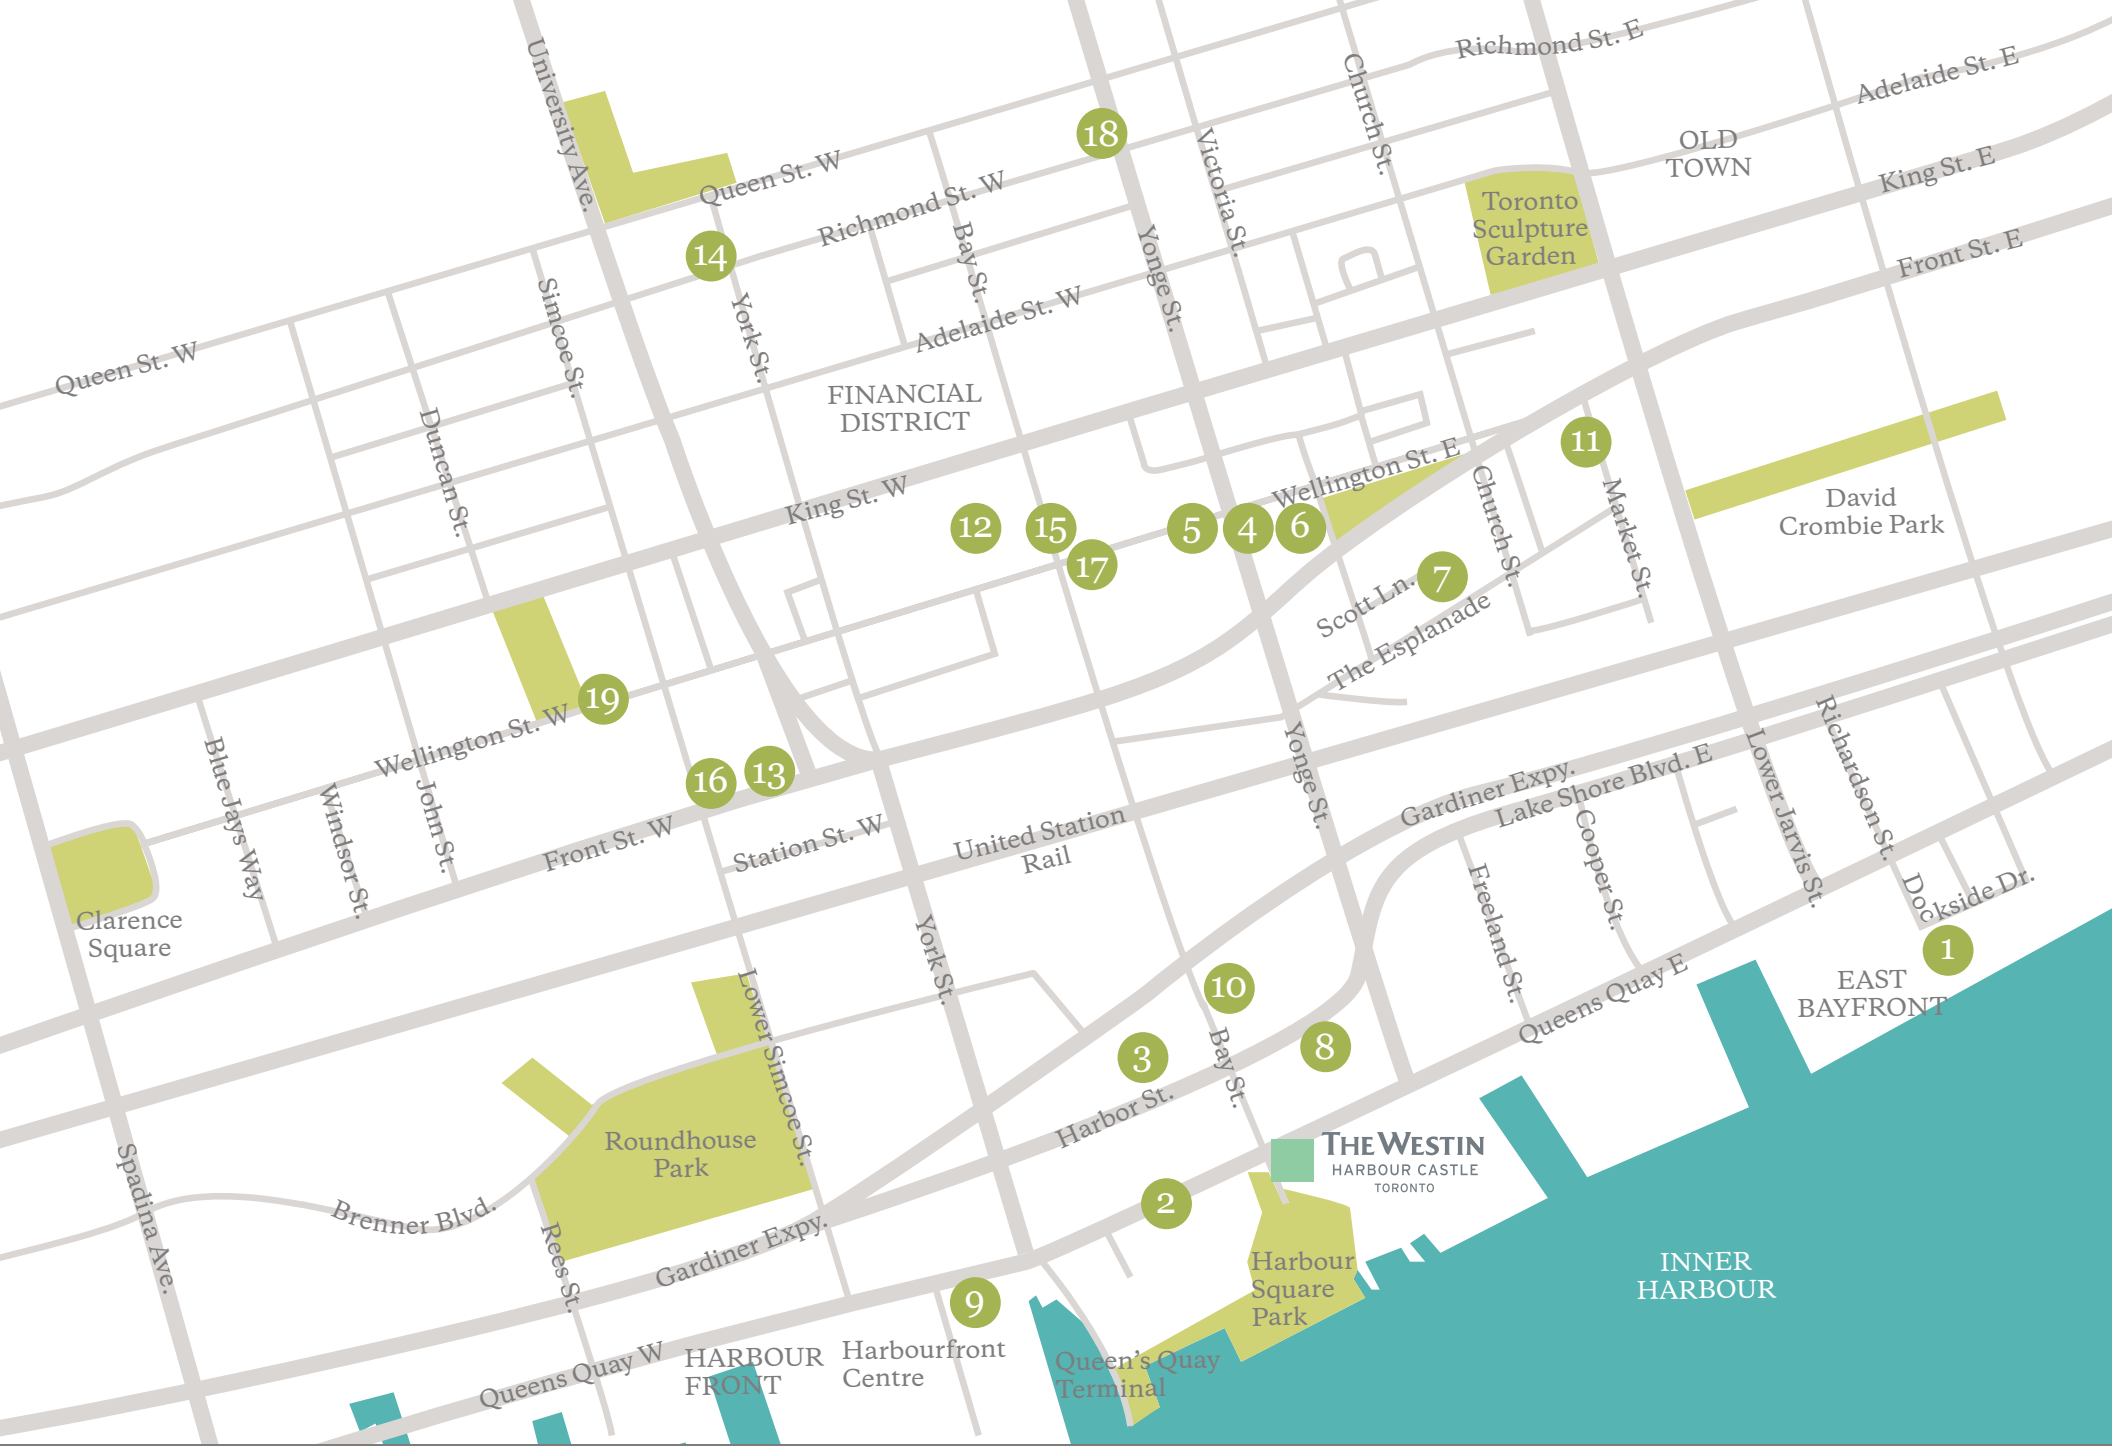 University Ave.
Queen St. W
Richmond St. W
18
Victoria St.
Church St.
Richmond St. E
Adelaide St. E
OLD
TOWN
King St. E
Front St. E
Toronto
Sculpture
Garden
14
York St.
Bay St.
Adelaide St. W
Yonge St.
Simcoe St.
Queen St. W
Duncan St.
FINANCIAL
DISTRICT
King St. W
12
15
17
5
4
6
Wellington St. E
11
Church St.
Market St.
David
Crombie Park
7
Scott Ln.
The Esplanade
19
Wellington St. W
Blue Jays Way
Windsor St.
John St.
16
13
Front St. W
Station St. W
United Station
Rail
Yonge St.
Gardiner Expy.
Lake Shore Blvd. E
Lower Jarvis St.
Richardson St.
Dockside Dr.
1
EAST
BAYFRONT
Cooper St.
Freeland St.
Queens Quay E
Clarence
Square
York St.
Lower Simcoe St.
10
3
8
Bay St.
Harbor St.
Roundhouse
Park
THE WESTIN
HARBOUR CASTLE
TORONTO
2
Spadina Ave.
Brenner Blvd.
Rees St.
Gardiner Expy.
9
Harbour
Square
Park
INNER
HARBOUR
Queens Quay W
HARBOUR
FRONT
Harbourfront
Centre
Queen's Quay
Terminal